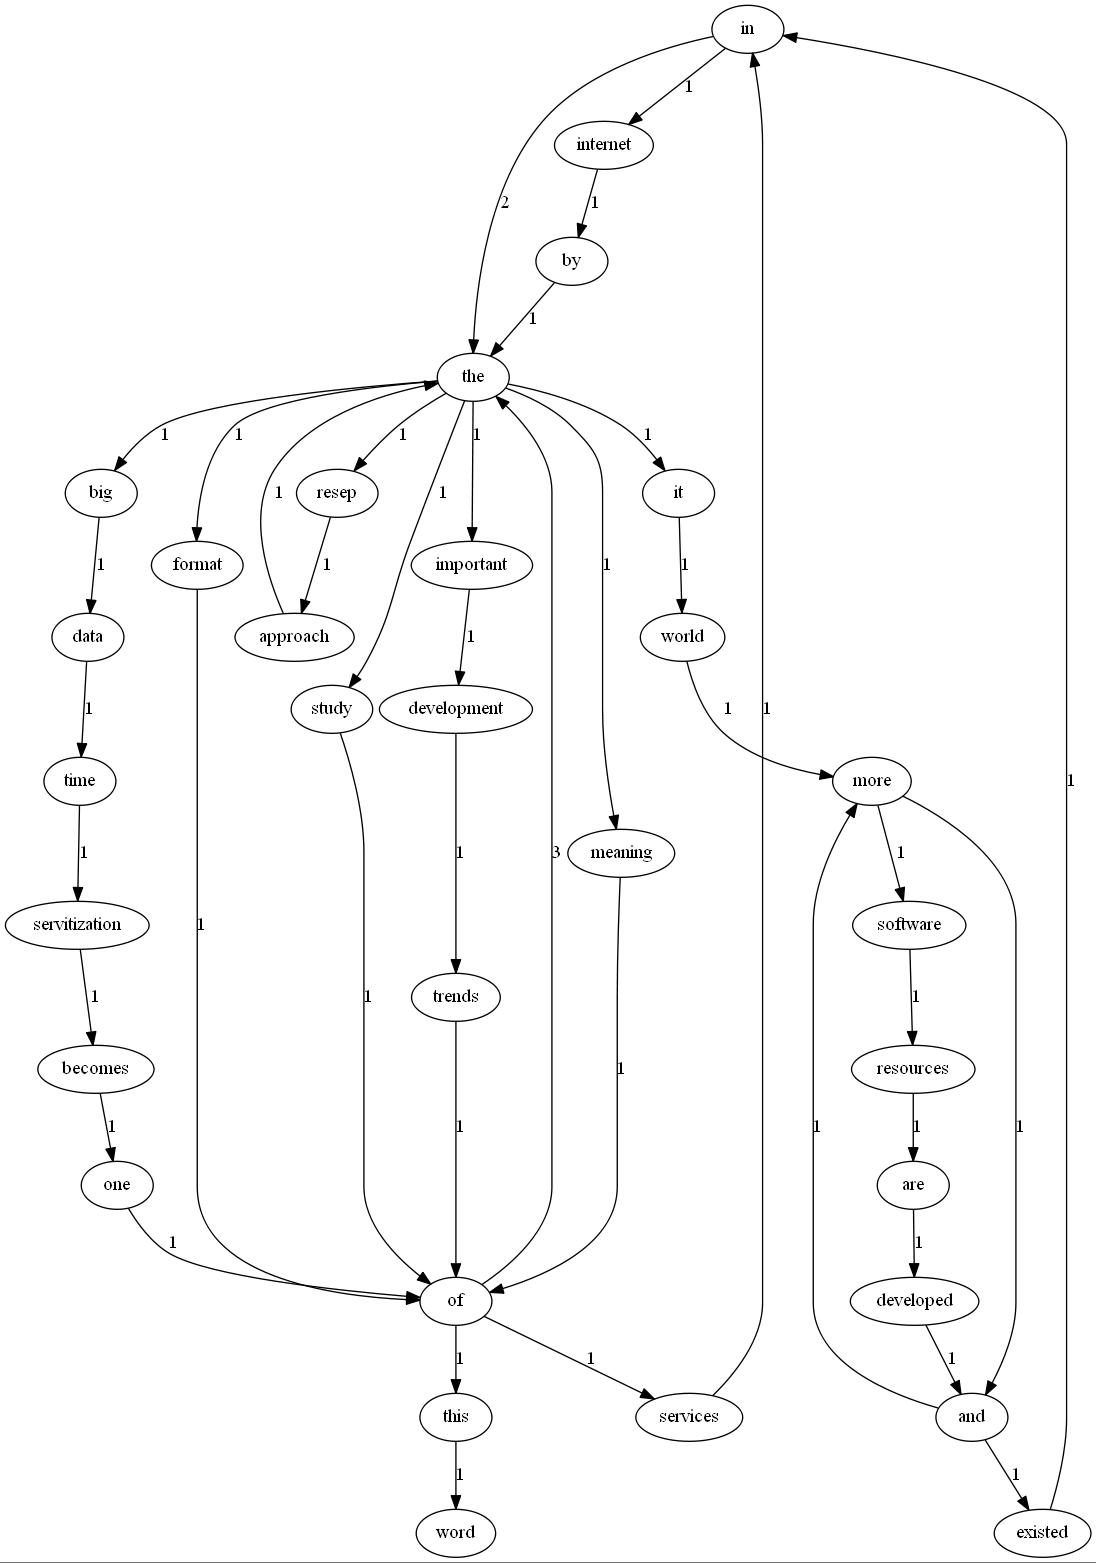 in
1
internet
2
1
by
1
the
1
1
1
1
1
big
1
resep
1
it
format
1
1
important
1
1
1
data
approach
world
1
study
development
1
1
1
time
more
1
1
3
meaning
1
servitization
1
software
1
1
1
trends
1
becomes
1
resources
1
1
1
1
1
1
one
are
1
1
of
developed
1
1
1
this
services
and
1
1
word
existed